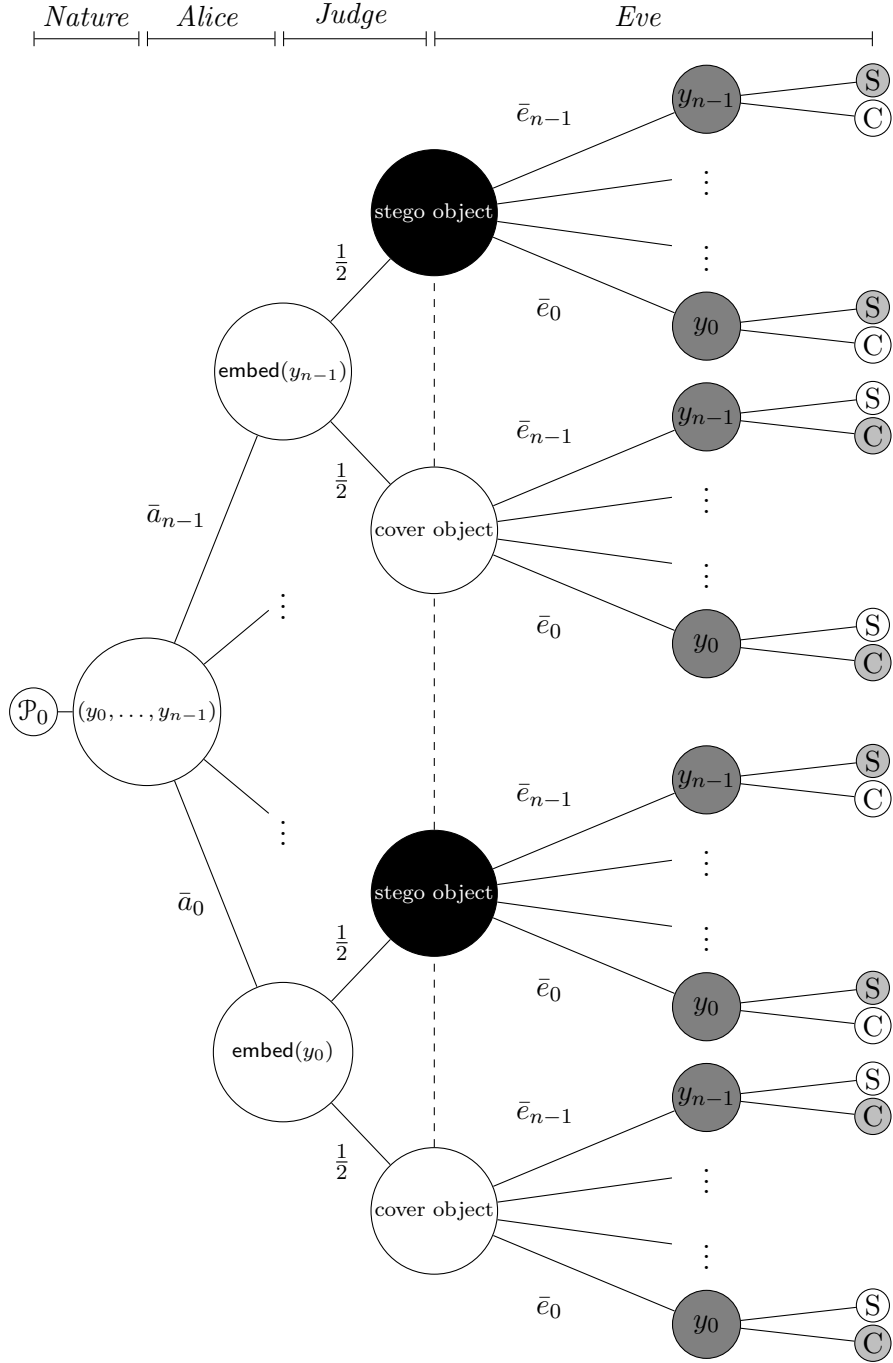 Nature Alice Judge Eve
y_{n−1} S
C
ē_{n−1}
⋮
stego object
⋮
1/2
ē_0 y_0 S
C
embed(y_{n−1})
y_{n−1} S
C
ē_{n−1}
1/2
⋮
ā_{n−1}
cover object
⋮
⋮
ē_0 y_0 S
C
𝒫_0 (y_0, …, y_{n−1})
y_{n−1} S
C
ē_{n−1}
⋮
⋮
ā_0
stego object
1/2
⋮
ē_0 y_0 S
C
embed(y_0)
y_{n−1} S
C
ē_{n−1}
1/2
⋮
cover object
⋮
ē_0 y_0 S
C